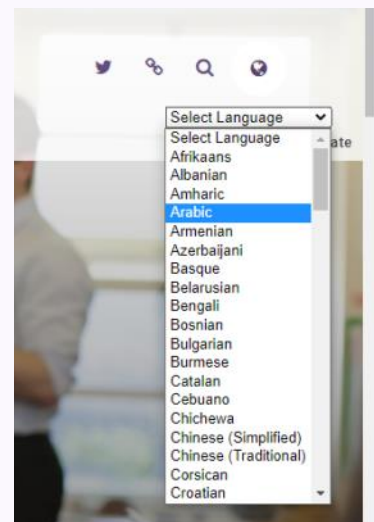 Select Language
Select Language
ate
Afrikaans
Albanian
Amharic
Arabic
Armenian
Azerbaijani
Basque
Belarusian
Bengali
Bosnian
Bulgarian
Burmese
Catalan
Cebuano
Chichewa
Chinese (Simplified)
Chinese (Traditional)
Corsican
Croatian